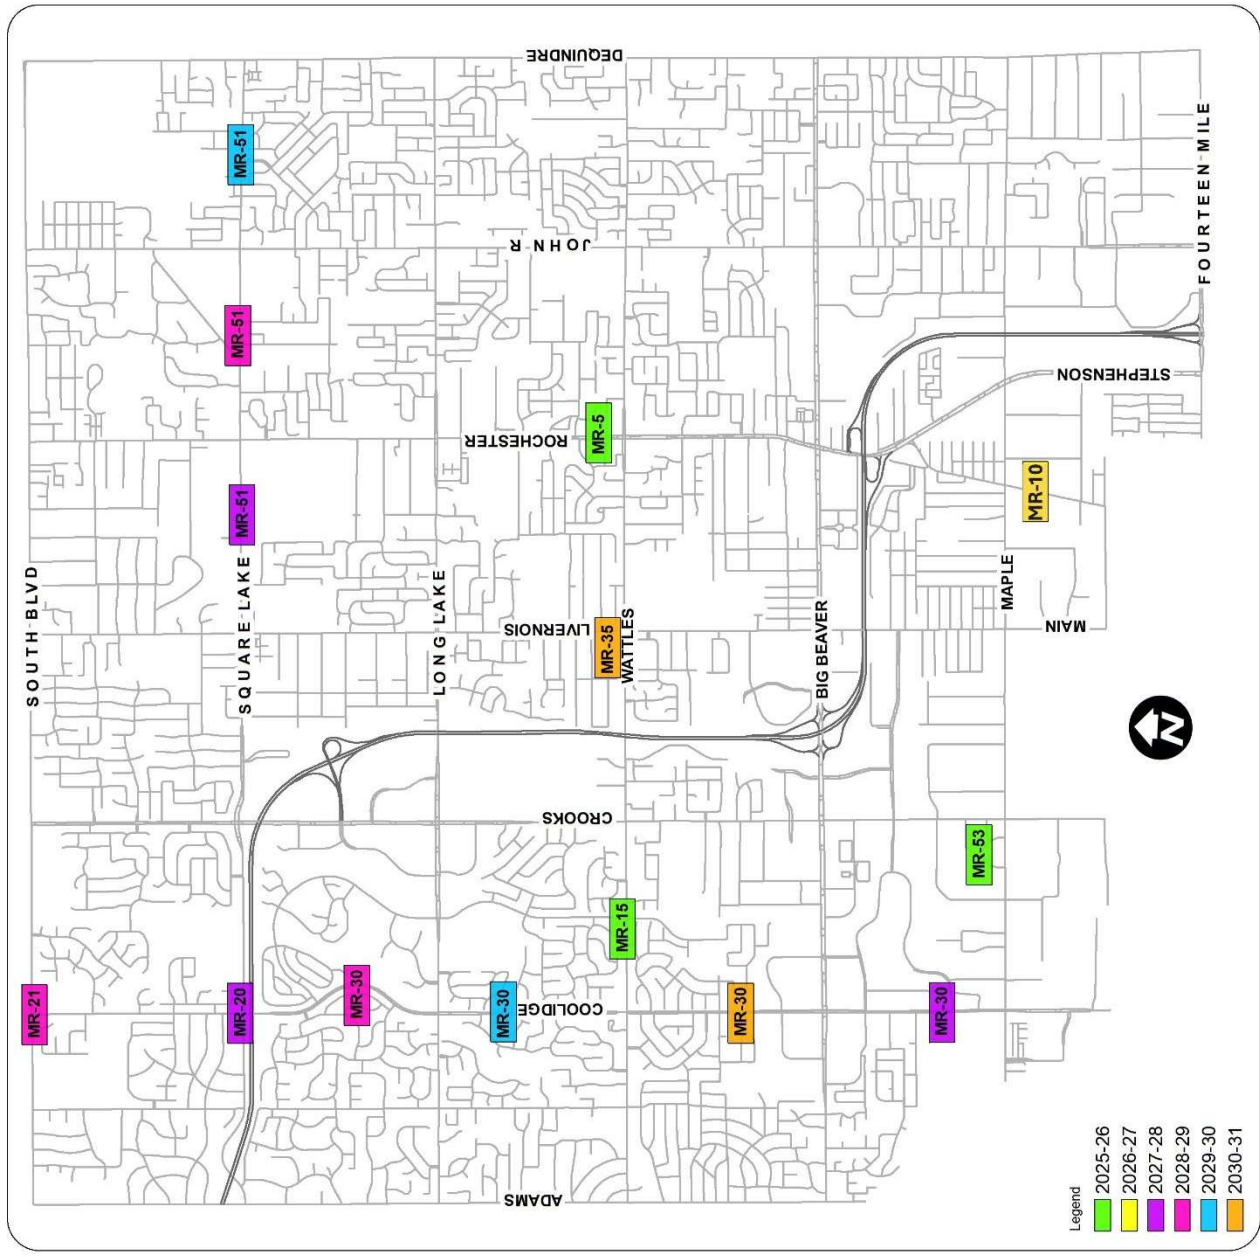 SOUTH BLVD
SQUARE LAKE
LONG LAKE
WATTLES
BIG BEAVER
MAPLE
FOURTEEN MILE
ADAMS
COOLIDGE
CROOKS
LIVERNOIS
MAIN
ROCHESTER
STEPHENSON
JOHN R
DEQUINDRE
MR-21
MR-20
MR-30
MR-30
MR-30
MR-30
MR-15
MR-53
MR-35
MR-5
MR-10
MR-51
MR-51
MR-51
N
Legend
2025-26
2026-27
2027-28
2028-29
2029-30
2030-31